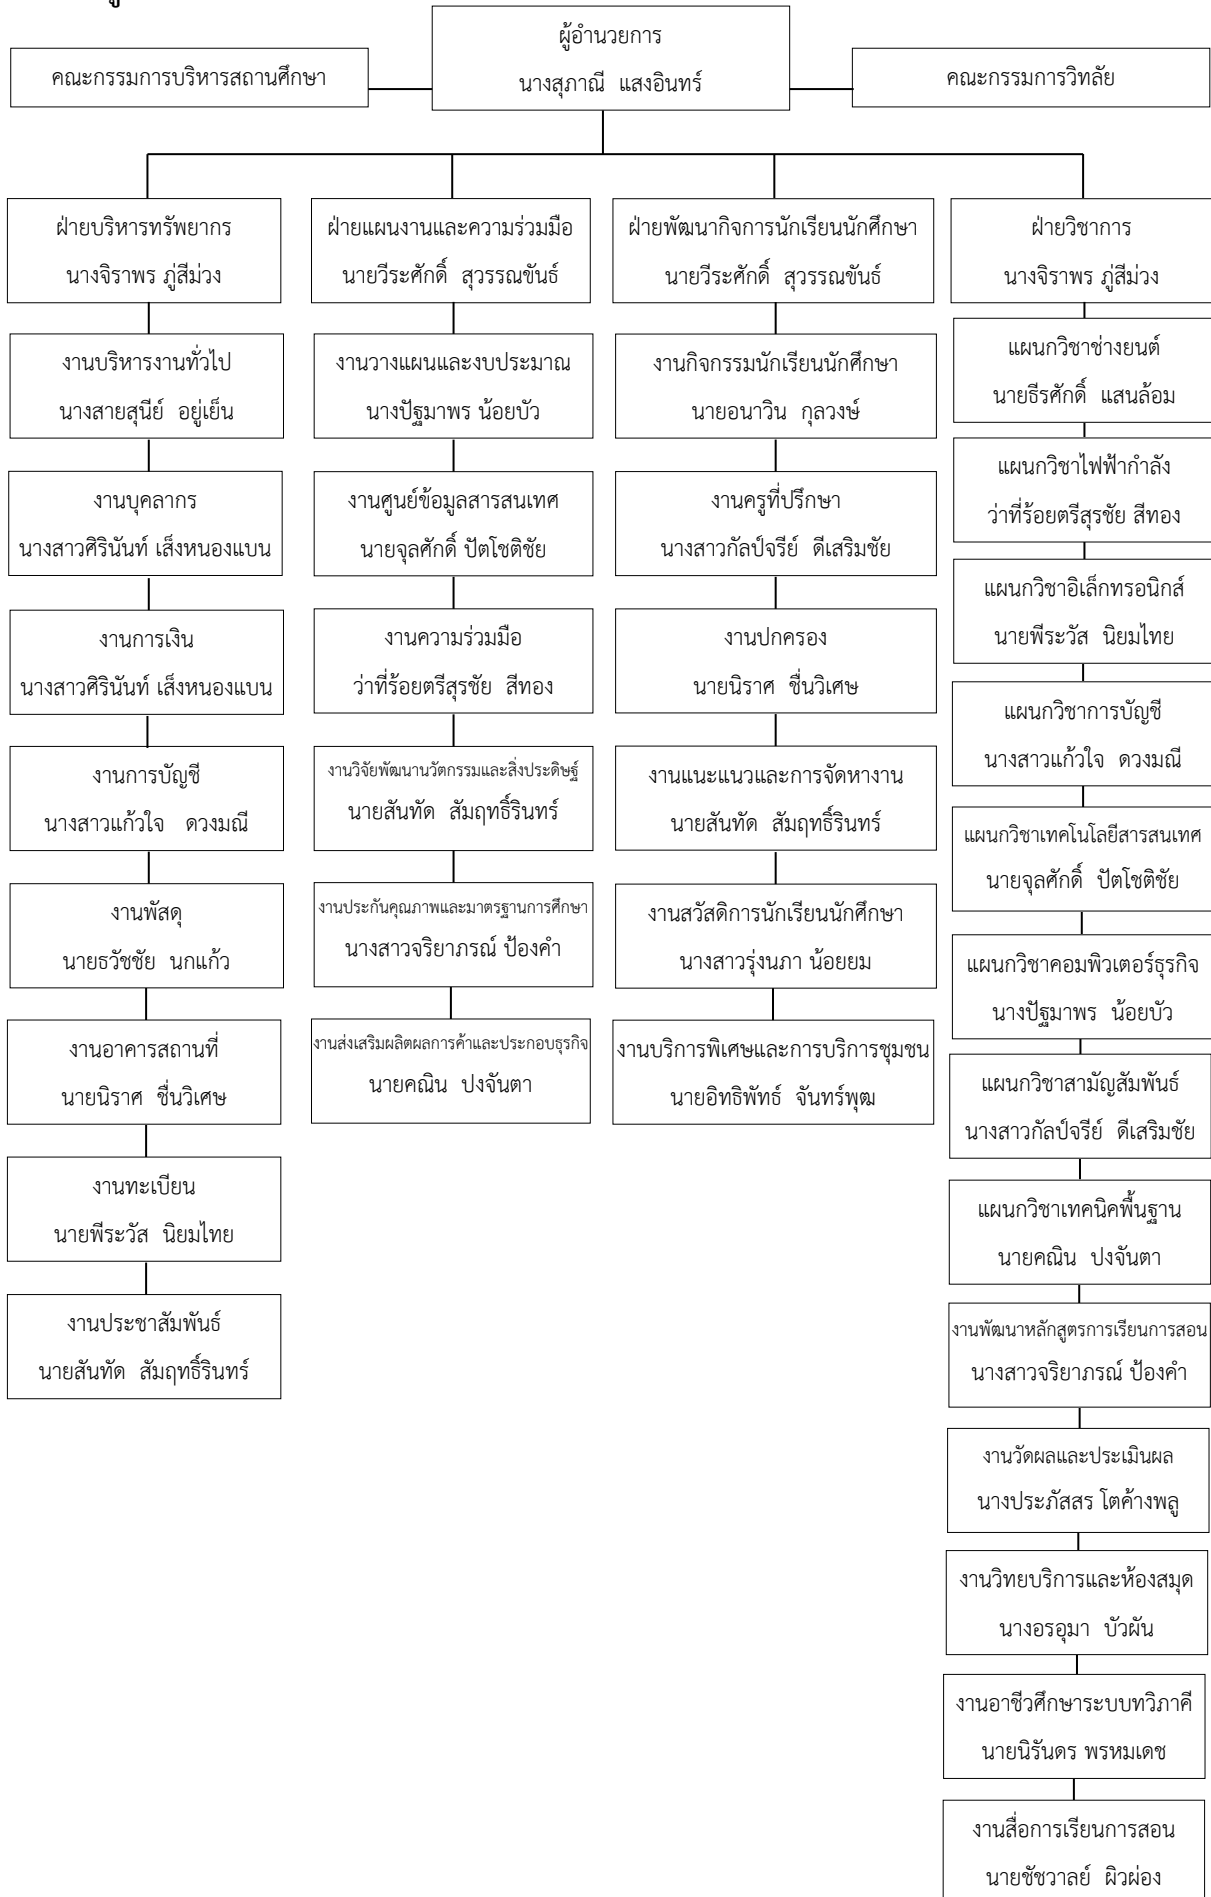 ผู้อำนวยการ
นางสุภาณี แสงอินทร์
คณะกรรมการบริหารสถานศึกษา
คณะกรรมการวิทลัย
ฝ่ายบริหารทรัพยากร
นางจิราพร ภู่สีม่วง
งานบริหารงานทั่วไป
นางสายสุนีย์ อยู่เย็น
งานบุคลากร
นางสาวศิรินันท์ เส็งหนองแบน
งานการเงิน
นางสาวศิรินันท์ เส็งหนองแบน
งานการบัญชี
นางสาวแก้วใจ ดวงมณี
งานพัสดุ
นายธวัชชัย นกแก้ว
งานอาคารสถานที่
นายนิราศ ชื่นวิเศษ
งานทะเบียน
นายพีระวัส นิยมไทย
งานประชาสัมพันธ์
นายสันทัด สัมฤทธิ์รินทร์
ฝ่ายแผนงานและความร่วมมือ
นายวีระศักดิ์ สุวรรณขันธ์
งานวางแผนและงบประมาณ
นางปัฐมาพร น้อยบัว
งานศูนย์ข้อมูลสารสนเทศ
นายจุลศักดิ์ ปัตโชติชัย
งานความร่วมมือ
ว่าที่ร้อยตรีสุรชัย สีทอง
งานวิจัยพัฒนานวัตกรรมและสิ่งประดิษฐ์
นายสันทัด สัมฤทธิ์รินทร์
งานประกันคุณภาพและมาตรฐานการศึกษา
นางสาวจริยาภรณ์ ป้องคำ
งานส่งเสริมผลิตผลการค้าและประกอบธุรกิจ
นายคณิน ปงจันตา
ฝ่ายพัฒนากิจการนักเรียนนักศึกษา
นายวีระศักดิ์ สุวรรณขันธ์
งานกิจกรรมนักเรียนนักศึกษา
นายอนาวิน กุลวงษ์
งานครูที่ปรึกษา
นางสาวกัลป์จรีย์ ดีเสริมชัย
งานปกครอง
นายนิราศ ชื่นวิเศษ
งานแนะแนวและการจัดหางาน
นายสันทัด สัมฤทธิ์รินทร์
งานสวัสดิการนักเรียนนักศึกษา
นางสาวรุ่งนภา น้อยยม
งานบริการพิเศษและการบริการชุมชน
นายอิทธิพัทธ์ จันทร์พุฒ
ฝ่ายวิชาการ
นางจิราพร ภู่สีม่วง
แผนกวิชาช่างยนต์
นายธีรศักดิ์ แสนล้อม
แผนกวิชาไฟฟ้ากำลัง
ว่าที่ร้อยตรีสุรชัย สีทอง
แผนกวิชาอิเล็กทรอนิกส์
นายพีระวัส นิยมไทย
แผนกวิชาการบัญชี
นางสาวแก้วใจ ดวงมณี
แผนกวิชาเทคโนโลยีสารสนเทศ
นายจุลศักดิ์ ปัตโชติชัย
แผนกวิชาคอมพิวเตอร์ธุรกิจ
นางปัฐมาพร น้อยบัว
แผนกวิชาสามัญสัมพันธ์
นางสาวกัลป์จรีย์ ดีเสริมชัย
แผนกวิชาเทคนิคพื้นฐาน
นายคณิน ปงจันตา
งานพัฒนาหลักสูตรการเรียนการสอน
นางสาวจริยาภรณ์ ป้องคำ
งานวัดผลและประเมินผล
นางประภัสสร โตค้างพลู
งานวิทยบริการและห้องสมุด
นางอรอุมา บัวผัน
งานอาชีวศึกษาระบบทวิภาคี
นายนิรันดร พรหมเดช
งานสื่อการเรียนการสอน
นายชัชวาลย์ ผิวผ่อง